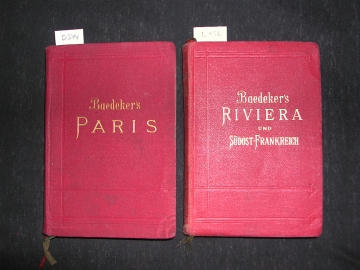 Baedeker's
PARIS
Baedeker's
RIVIERA
UND
SÜDOST-FRANKREICH